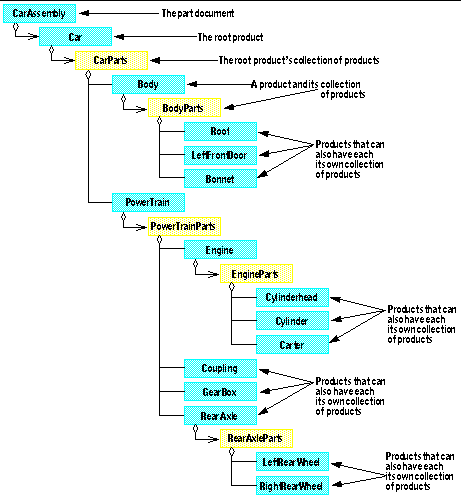 CarAssembly
The part document
Car
The root product
CarParts
The root product's collection of products
Body
A product and its collection
of products
BodyParts
Roof
LeftFrontDoor
Bonnet
Products that can
also have each
its own collection
of products
PowerTrain
PowerTrainParts
Engine
EngineParts
Cylinderhead
Cylinder
Carter
Products that can
also have each
its own collection
of products
Coupling
GearBox
RearAxle
Products that can
also have each
its own collection
of products
RearAxleParts
LeftRearWheel
RightRearWheel
Products that can
also have each
its own collection
of products